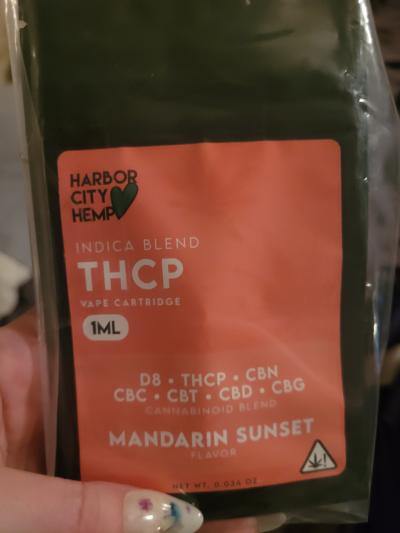 HARBOR
CITY
HEMP
INDICA BLEND
THCP
VAPE CARTRIDGE
1ML
D8 • THCP • CBN
CBC • CBT • CBD • CBG
CANNABINOID BLEND
MANDARIN SUNSET
FLAVOR
!
NET WT. 0.034 OZ